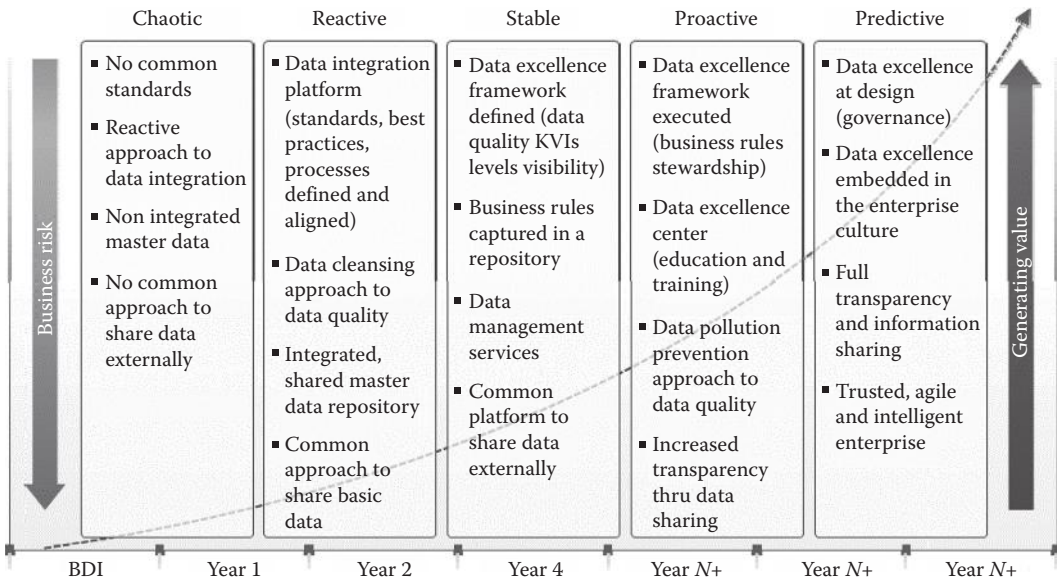 Chaotic
Reactive
Stable
Proactive
Predictive
Business risk
▪ No common
standards
▪ Reactive
approach to
data integration
▪ Non integrated
master data
▪ No common
approach to
share data
externally
▪ Data integration
platform
(standards, best
practices,
processes
defined and
aligned)
▪ Data cleansing
approach to
data quality
▪ Integrated,
shared master
data repository
▪ Common
approach to
share basic
data
▪ Data excellence
framework
defined (data
quality KVIs
levels visibility)
▪ Business rules
captured in a
repository
▪ Data
management
services
▪ Common
platform to
share data
externally
▪ Data excellence
framework
executed
(business rules
stewardship)
▪ Data excellence
center
(education and
training)
▪ Data pollution
prevention
approach to
data quality
▪ Increased
transparency
thru data
sharing
▪ Data excellence
at design
(governance)
▪ Data excellence
embedded in
the enterprise
culture
▪ Full
transparency
and information
sharing
▪ Trusted, agile
and intelligent
enterprise
Generating value
BDI
Year 1
Year 2
Year 4
Year N+
Year N+
Year N+